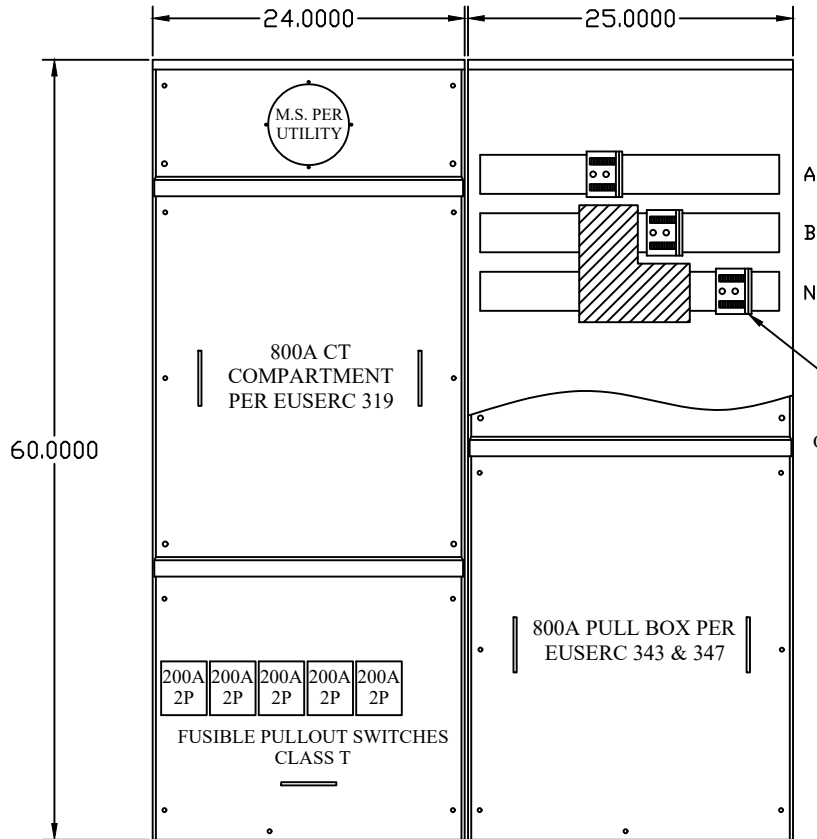 24.0000
25.0000
M.S. PER
UTILITY
A
B
N
800A CT
COMPARTMENT
PER EUSERC 319
60.0000
800A PULL BOX PER
EUSERC 343 & 347
200A 200A 200A 200A 200A
2P 2P 2P 2P 2P
FUSIBLE PULLOUT SWITCHES
CLASS T